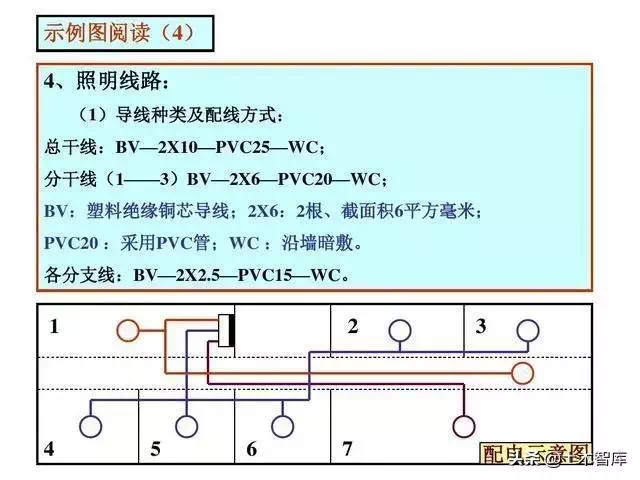 示例图阅读（4）
4、照明线路：
（1）导线种类及配线方式：
总干线：BV—2X10—PVC25—WC；
分干线（1——3）BV—2X6—PVC20—WC；
BV：塑料绝缘铜芯导线；2X6：2根、截面积6平方毫米；
PVC20：采用PVC管；WC：沿墙暗敷。
各分支线：BV—2X2.5—PVC15—WC。
1
2
3
4
5
6
7
配电示意图
头条@土木智库